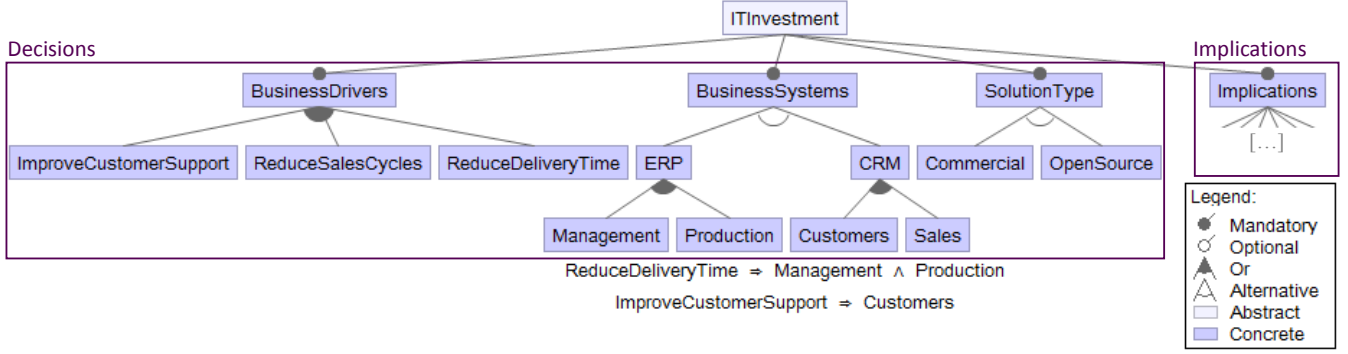 ITInvestment
Decisions
Implications
BusinessDrivers
BusinessSystems
SolutionType
Implications
ImproveCustomerSupport
ReduceSalesCycles
ReduceDeliveryTime
ERP
CRM
Commercial
OpenSource
[...]
Management
Production
Customers
Sales
ReduceDeliveryTime ⇒ Management ∧ Production
ImproveCustomerSupport ⇒ Customers
Legend:
Mandatory
Optional
Or
Alternative
Abstract
Concrete